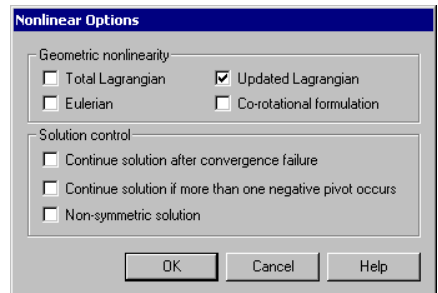 Nonlinear Options
Geometric nonlinearity
Total Lagrangian Updated Lagrangian
Eulerian Co-rotational formulation
Solution control
Continue solution after convergence failure
Continue solution if more than one negative pivot occurs
Non-symmetric solution
OK Cancel Help